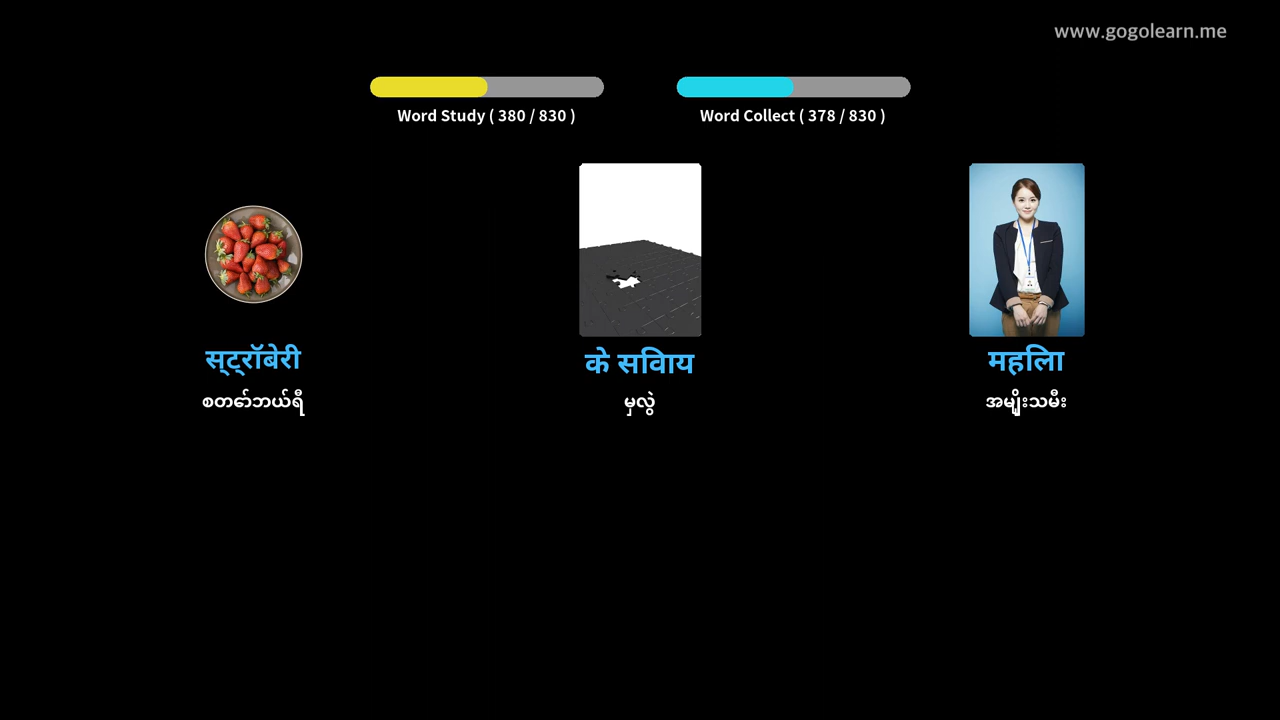 www.gogolearn.me
Word Study ( 380 / 830 )
Word Collect ( 378 / 830 )
स्ट्रॉबेरी
के सिवाय
महिला
စတော်ဘယ်ရီ
မှလွဲ
အမျိုးသမီး